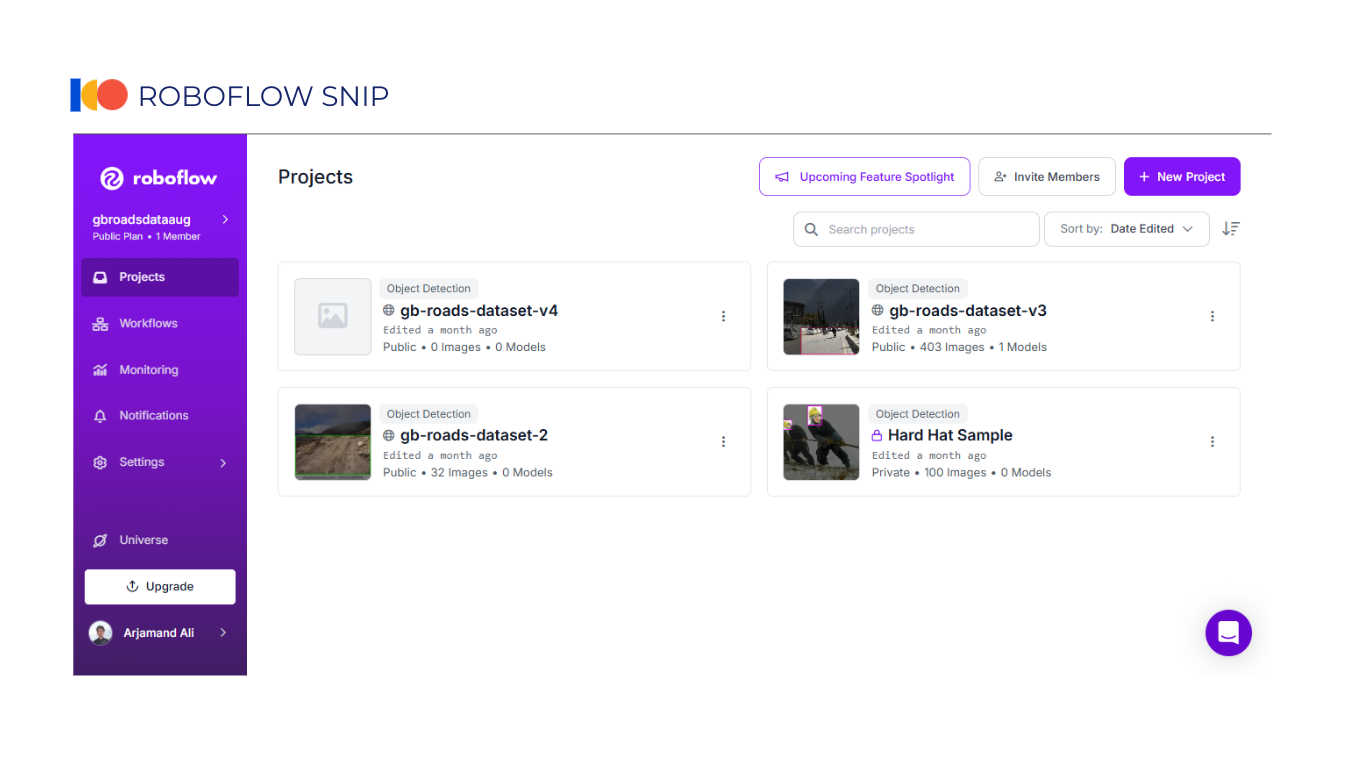 ROBOFLOW SNIP
roboflow
gbroadsdataaug
Public Plan • 1 Member
Projects
Workflows
Monitoring
Notifications
Settings
Universe
Upgrade
Arjamand Ali
Projects
Upcoming Feature Spotlight
Invite Members
+ New Project
Search projects
Sort by: Date Edited
Object Detection
gb-roads-dataset-v4
Edited a month ago
Public • 0 Images • 0 Models
Object Detection
gb-roads-dataset-v3
Edited a month ago
Public • 403 Images • 1 Models
Object Detection
gb-roads-dataset-2
Edited a month ago
Public • 32 Images • 0 Models
Object Detection
Hard Hat Sample
Edited a month ago
Private • 100 Images • 0 Models